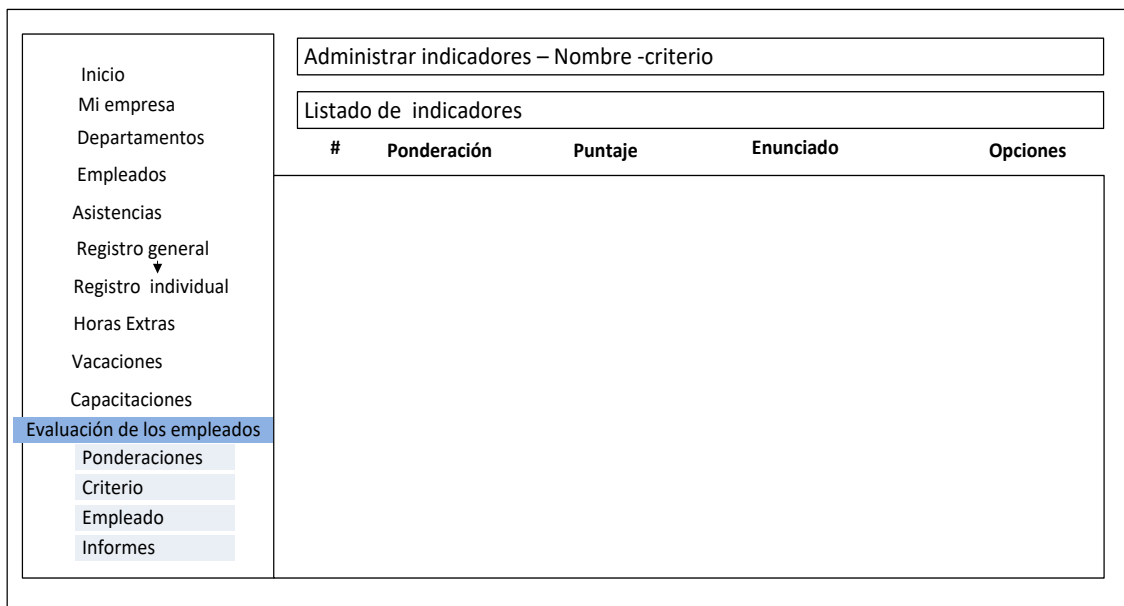 Inicio
Mi empresa
Departamentos
Empleados
Asistencias
Registro general
Registro individual
Horas Extras
Vacaciones
Capacitaciones
Evaluación de los empleados
Ponderaciones
Criterio
Empleado
Informes
Administrar indicadores – Nombre -criterio
Listado de indicadores
# Ponderación Puntaje Enunciado Opciones